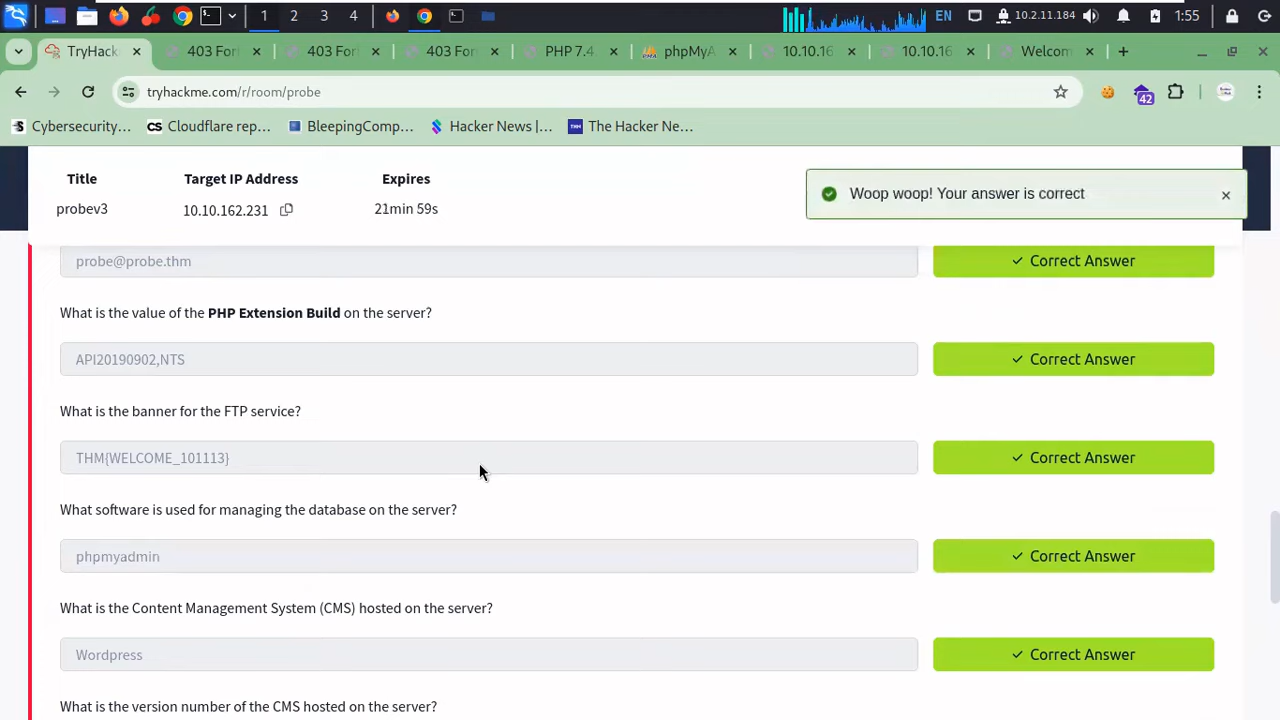 1 2 3 4 EN 10.2.11.184 1:55
TryHack 403 For 403 For 403 For PHP 7.4 phpMyA 10.10.16 10.10.16 Welcom
tryhackme.com/r/room/probe 42
Cybersecurity... Cloudflare rep... BleepingComp... Hacker News |... The Hacker Ne...
Title Target IP Address Expires
probev3 10.10.162.231 21min 59s
Woop woop! Your answer is correct
probe@probe.thm Correct Answer
What is the value of the PHP Extension Build on the server?
API20190902,NTS Correct Answer
What is the banner for the FTP service?
THM{WELCOME_101113} Correct Answer
What software is used for managing the database on the server?
phpmyadmin Correct Answer
What is the Content Management System (CMS) hosted on the server?
Wordpress Correct Answer
What is the version number of the CMS hosted on the server?